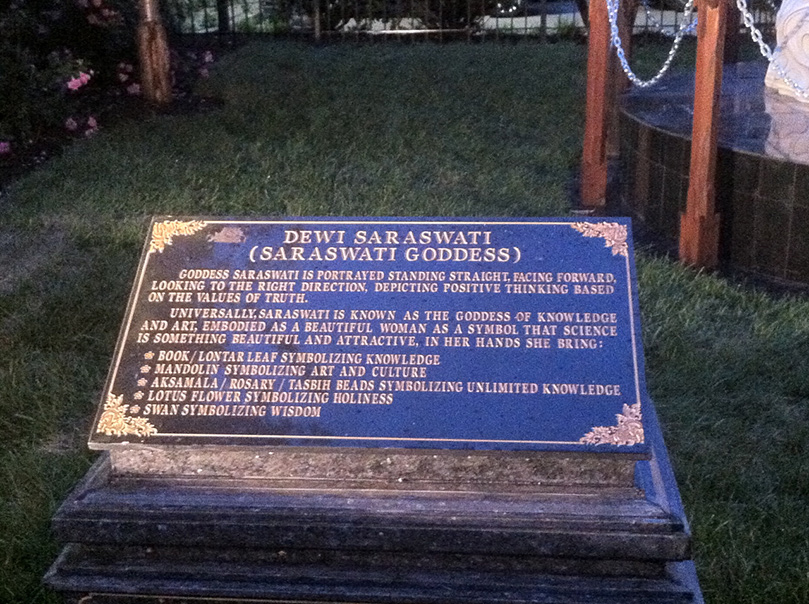 DEWI SARASWATI
(SARASWATI GODDESS)
GODDESS SARASWATI IS PORTRAYED STANDING STRAIGHT, FACING FORWARD,
LOOKING TO THE RIGHT DIRECTION, DEPICTING POSITIVE THINKING BASED
ON THE VALUES OF TRUTH.
UNIVERSALLY, SARASWATI IS KNOWN AS THE GODDESS OF KNOWLEDGE
AND ART, EMBODIED AS A BEAUTIFUL WOMAN AS A SYMBOL THAT SCIENCE
IS SOMETHING BEAUTIFUL AND ATTRACTIVE, IN HER HANDS SHE BRING:
BOOK/LONTAR LEAF SYMBOLIZING KNOWLEDGE
MANDOLIN SYMBOLIZING ART AND CULTURE
AKSAMALA / ROSARY / TASBIH BEADS SYMBOLIZING UNLIMITED KNOWLEDGE
LOTUS FLOWER SYMBOLIZING HOLINESS
SWAN SYMBOLIZING WISDOM